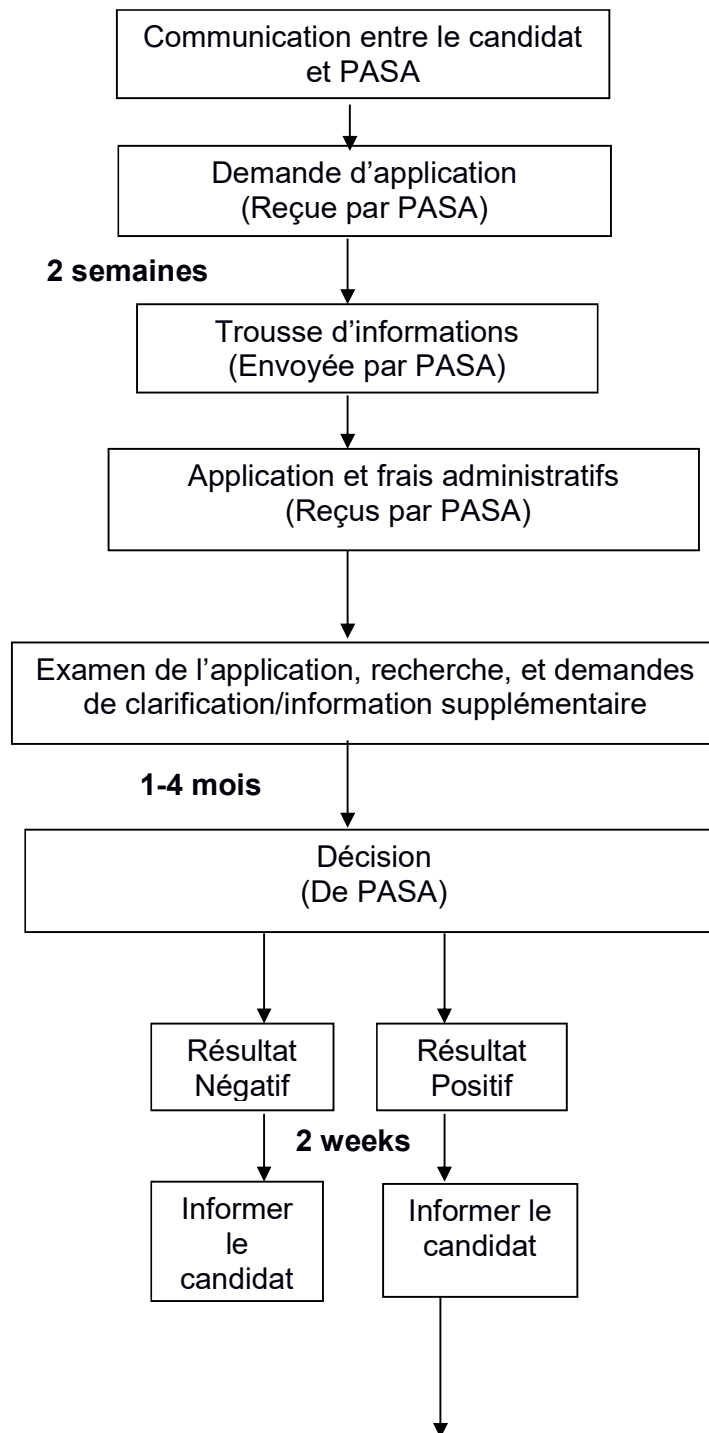 Communication entre le candidat
et PASA
Demande d’application
(Reçue par PASA)
2 semaines
Trousse d’informations
(Envoyée par PASA)
Application et frais administratifs
(Reçus par PASA)
Examen de l’application, recherche, et demandes
de clarification/information supplémentaire
1-4 mois
Décision
(De PASA)
Résultat
Négatif
Résultat
Positif
2 weeks
Informer
le
candidat
Informer le
candidat